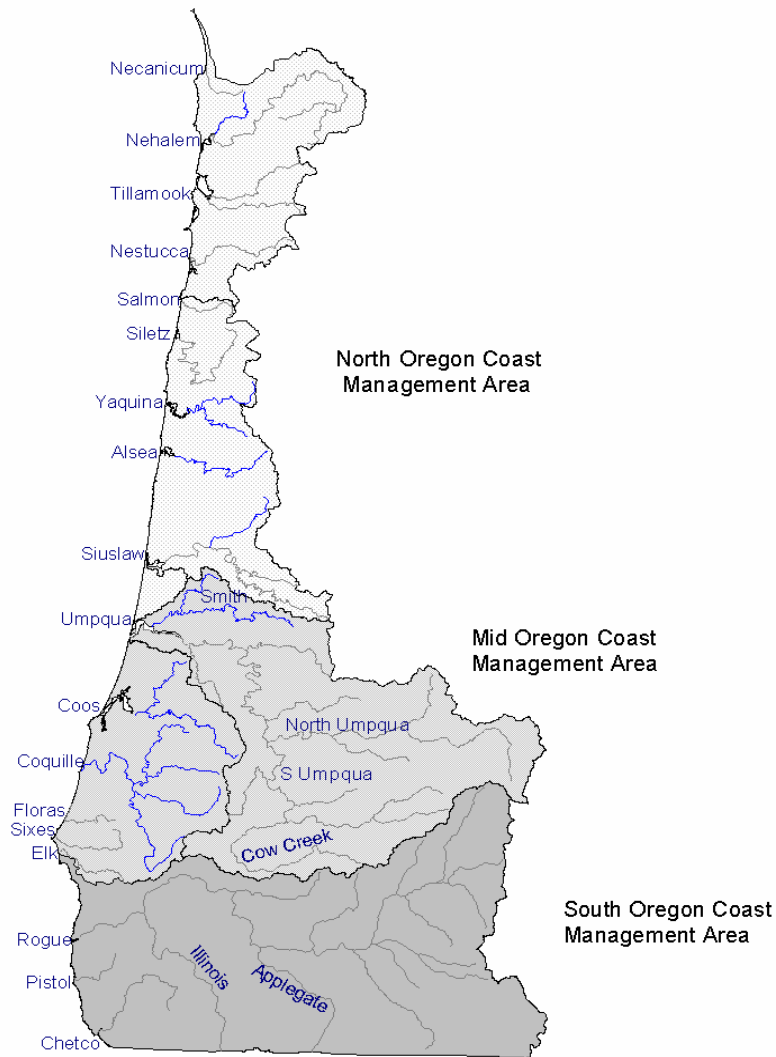 Necanicum
Nehalem
Tillamook
Nestucca
Salmon
Siletz
North Oregon Coast
Management Area
Yaquina
Alsea
Siuslaw
Smith
Umpqua
Mid Oregon Coast
Management Area
Coos
North Umpqua
Coquille
S Umpqua
Floras
Sixes
Elk
Cow Creek
South Oregon Coast
Management Area
Rogue
Illinois
Applegate
Pistol
Chetco